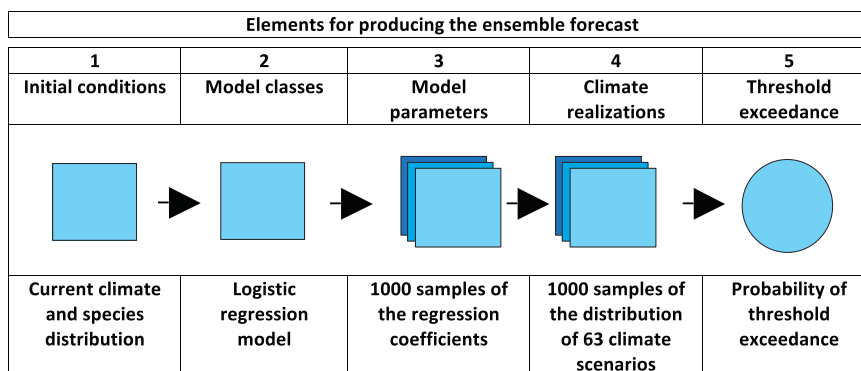 Elements for producing the ensemble forecast
1 2 3 4 5
Initial conditions Model classes Model Climate Threshold
parameters realizations exceedance
Current climate Logistic 1000 samples of 1000 samples of Probability of
and species regression the regression the distribution threshold
distribution model coefficients of 63 climate exceedance
scenarios